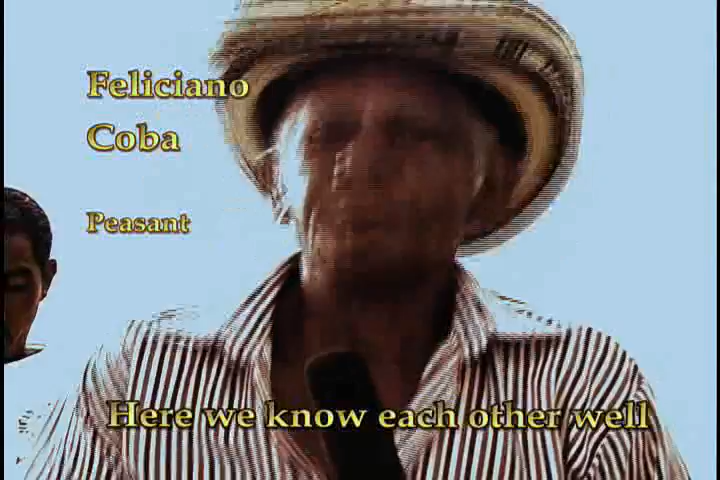 Feliciano
Coba
Peasant
Here we know each other well